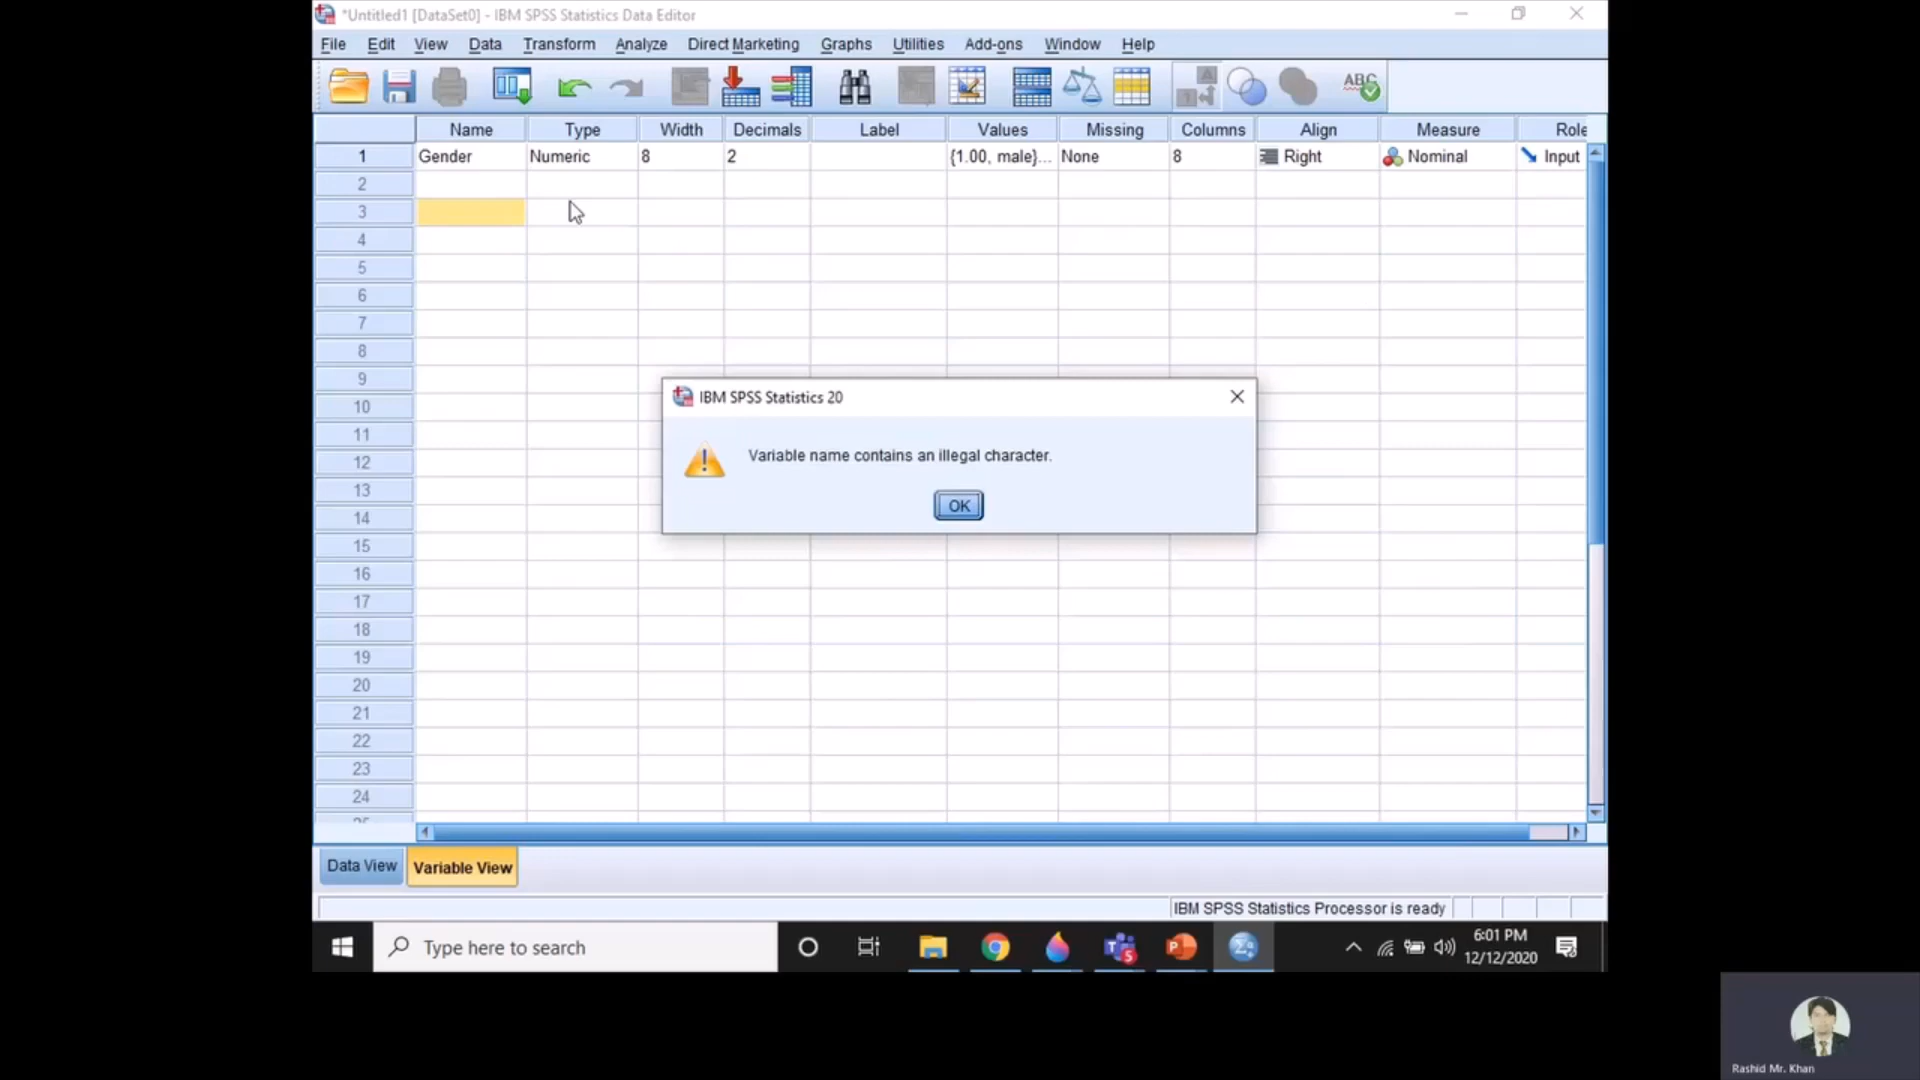 *Untitled1 [DataSet0] - IBM SPSS Statistics Data Editor
File Edit View Data Transform Analyze Direct Marketing Graphs Utilities Add-ons Window Help
A
1
ABC
Name Type Width Decimals Label Values Missing Columns Align Measure Role
1 Gender Numeric 8 2 {1.00, male}... None 8 Right Nominal Input
2
3
4
5
6
7
8
9
10
11
12
13
14
15
16
17
18
19
20
21
22
23
24
25
IBM SPSS Statistics 20
Variable name contains an illegal character.
OK
Data View Variable View
IBM SPSS Statistics Processor is ready
Type here to search
6:01 PM
12/12/2020
Rashid Mr. Khan